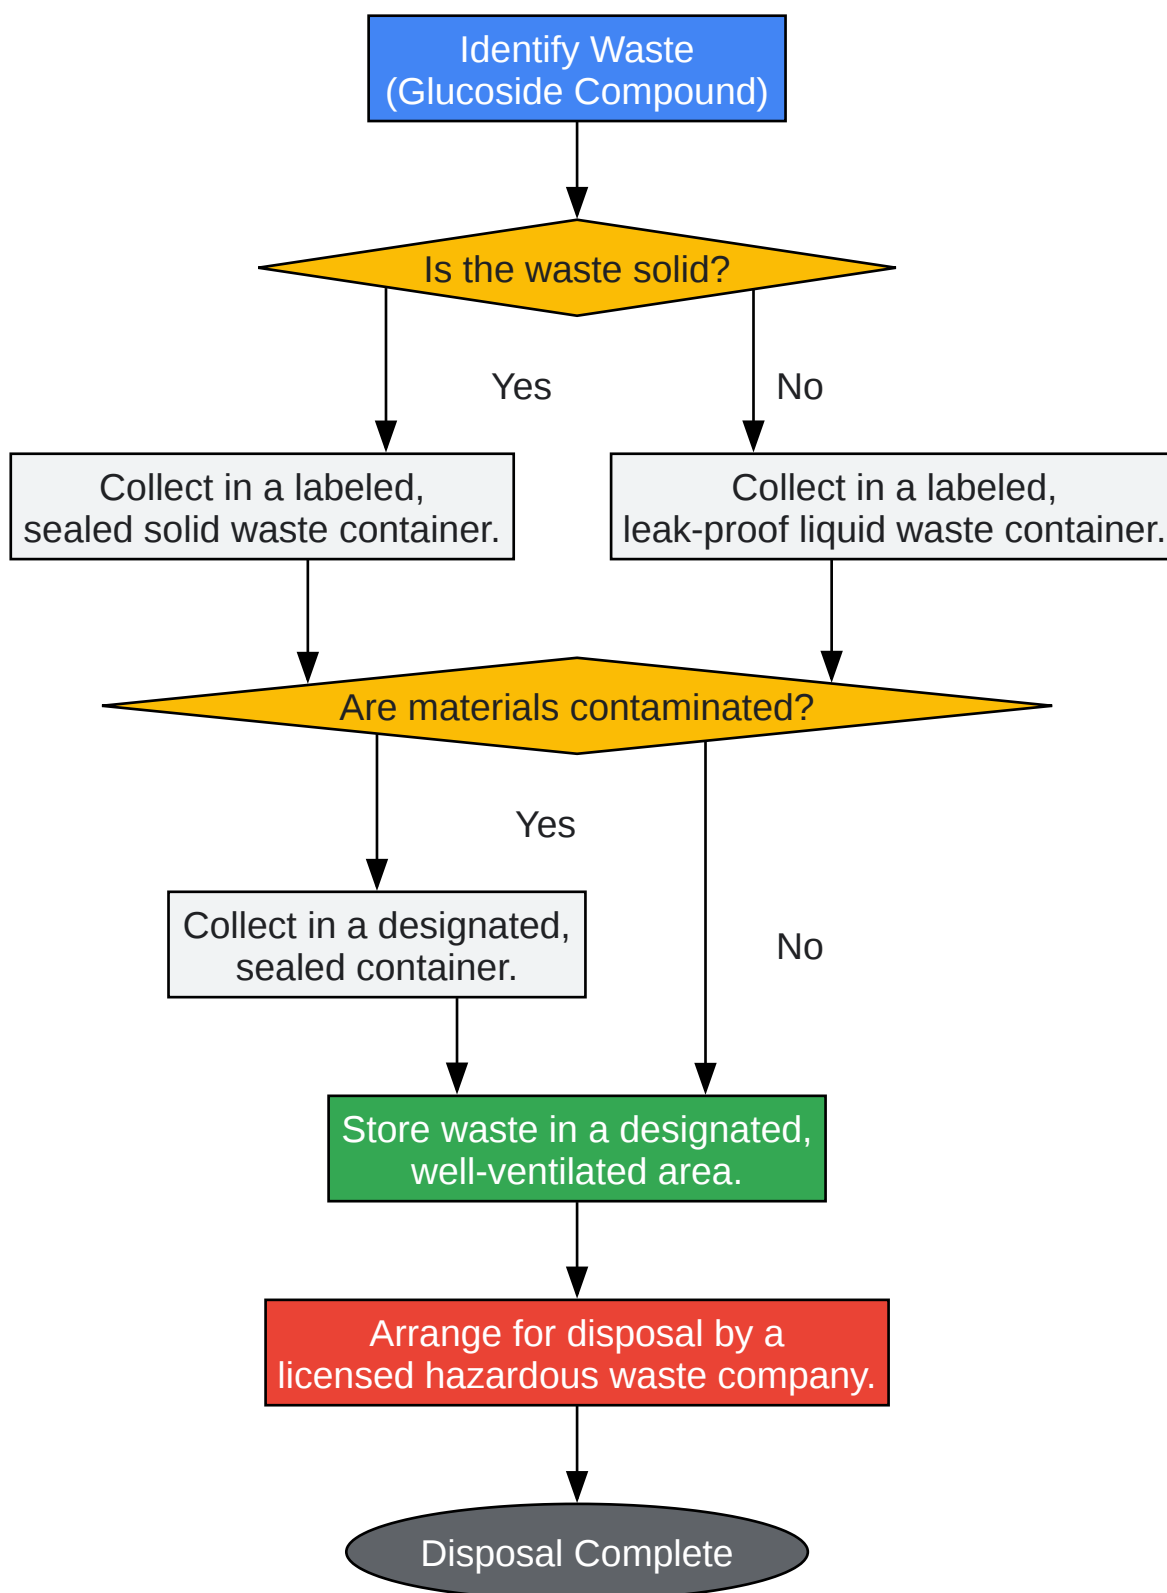 Identify Waste
(Glucoside Compound)
Is the waste solid?
Yes
No
Collect in a labeled,
sealed solid waste container.
Collect in a labeled,
leak-proof liquid waste container.
Are materials contaminated?
Yes
Collect in a designated,
sealed container.
No
Store waste in a designated,
well-ventilated area.
Arrange for disposal by a
licensed hazardous waste company.
Disposal Complete